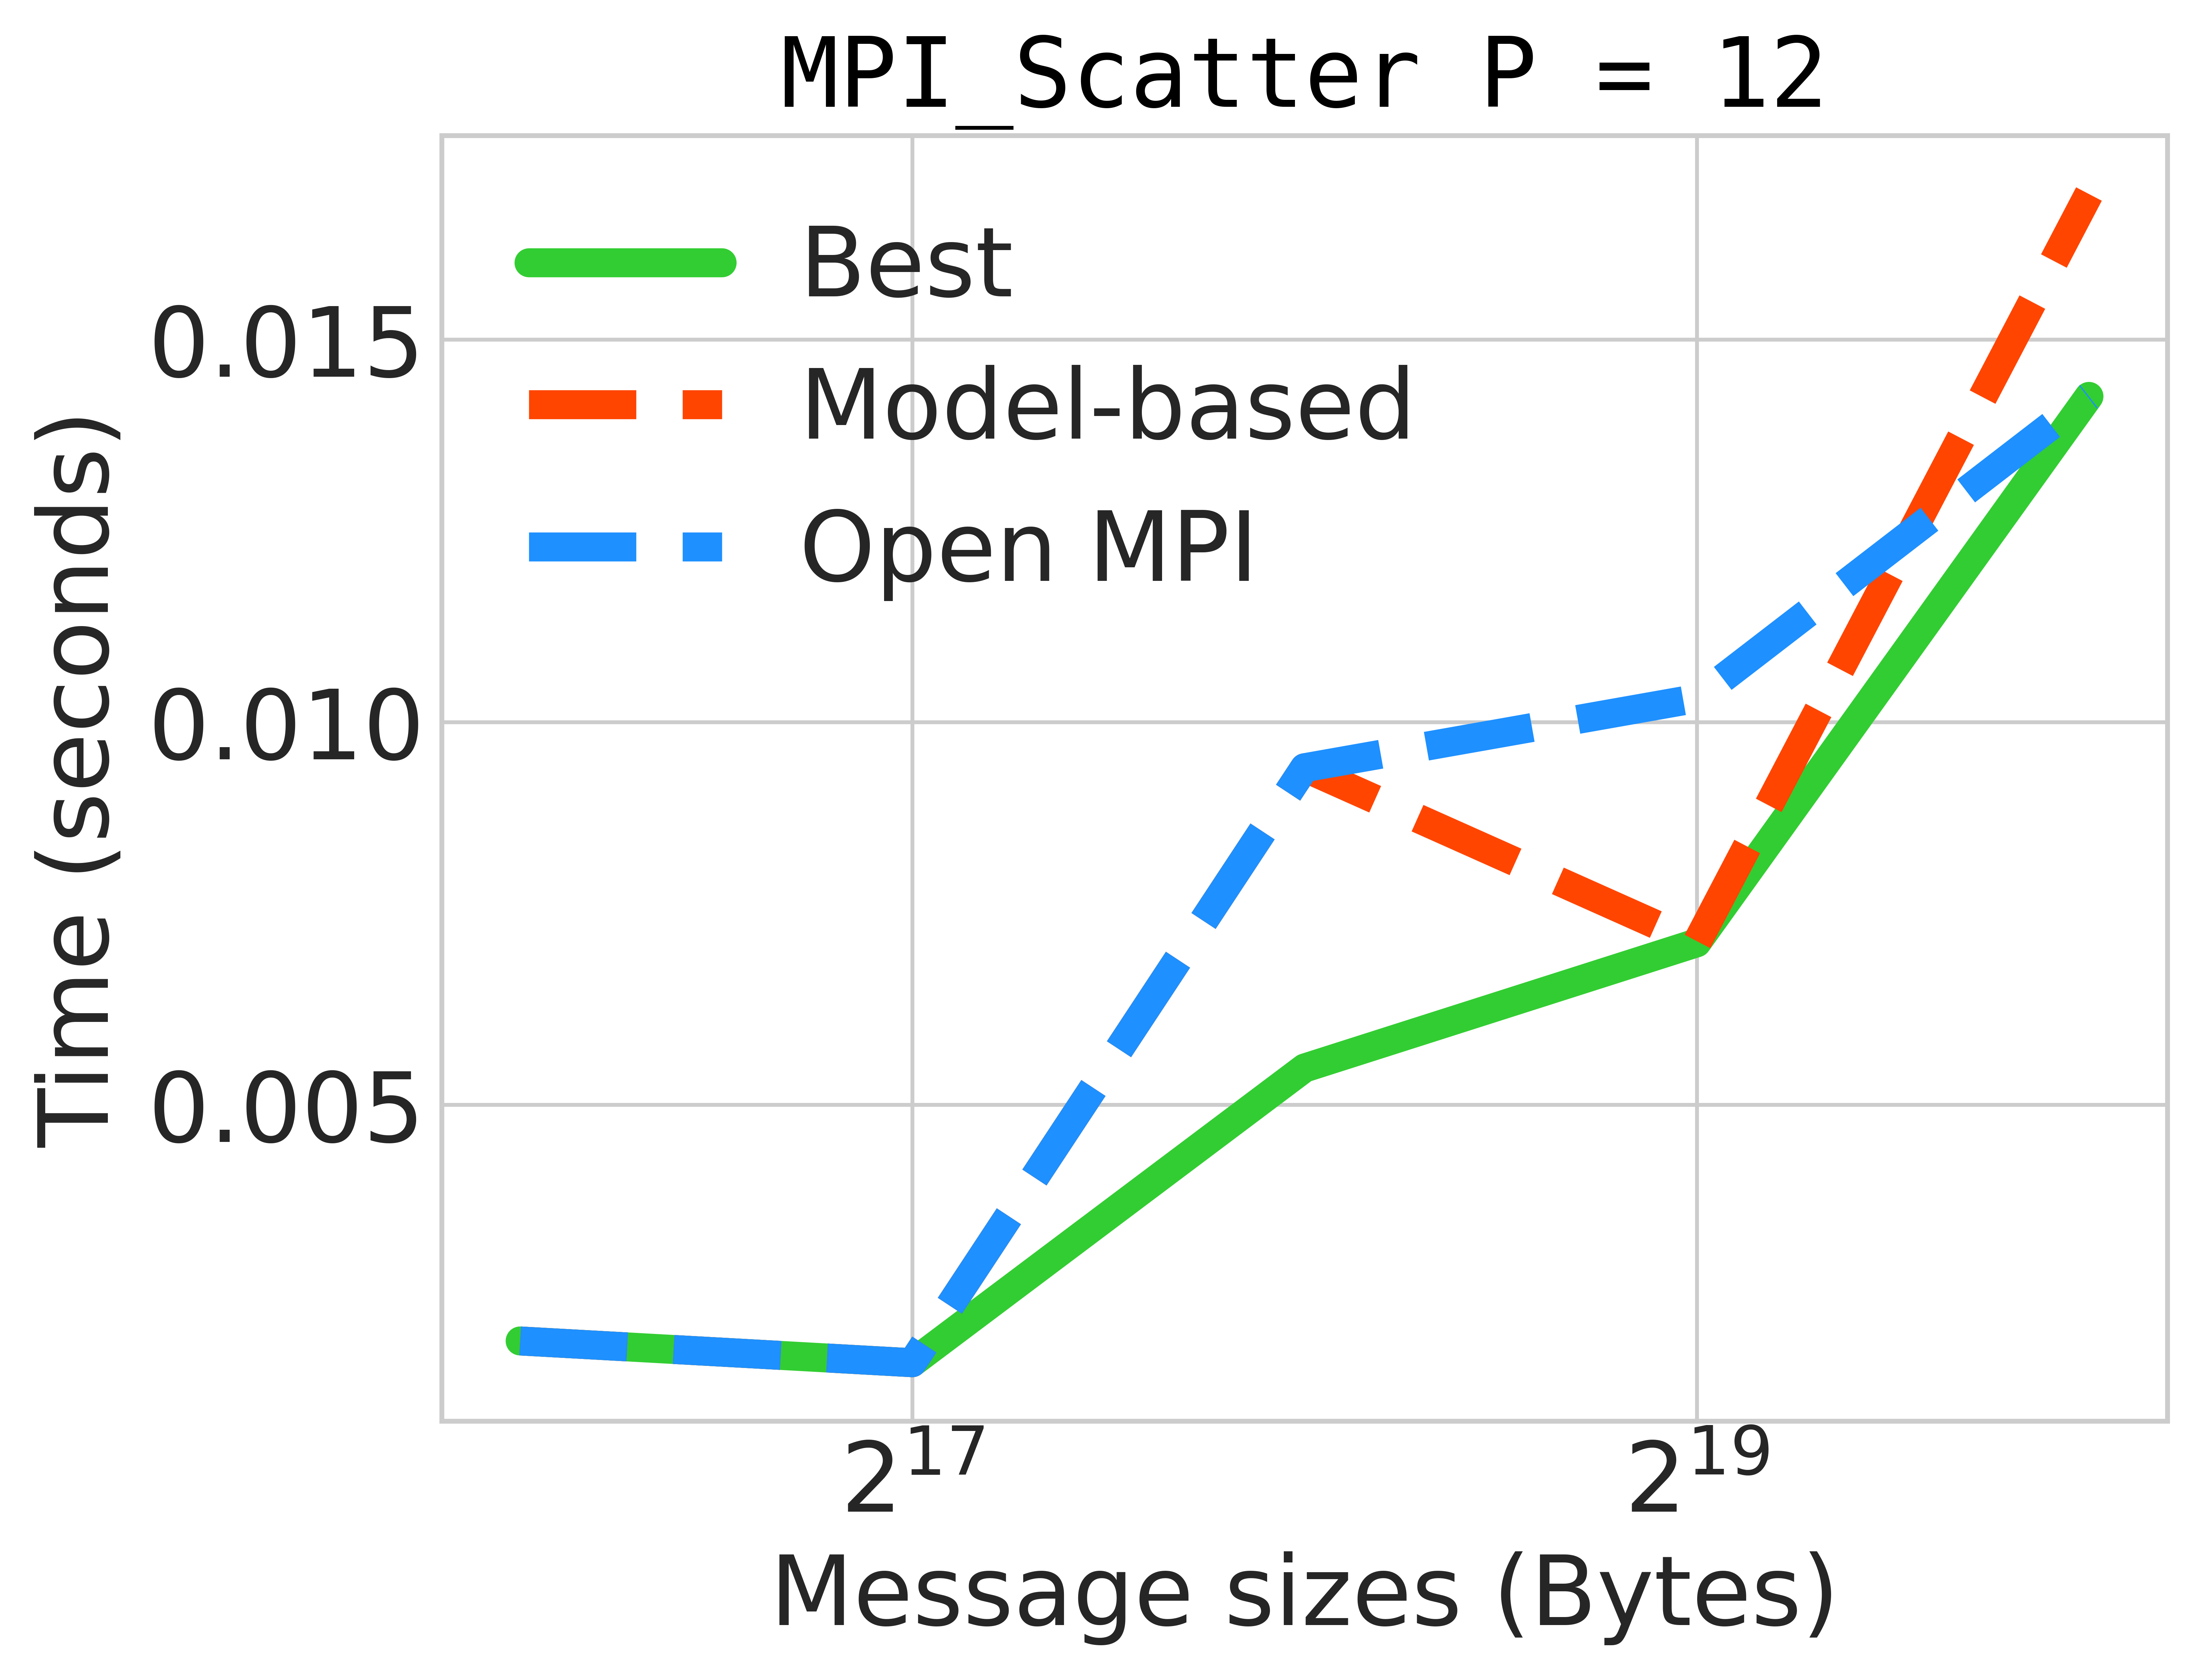 MPI_Scatter P = 12
Best
Model-based
Open MPI
0.015
0.010
0.005
Time (seconds)
2^17
2^19
Message sizes (Bytes)